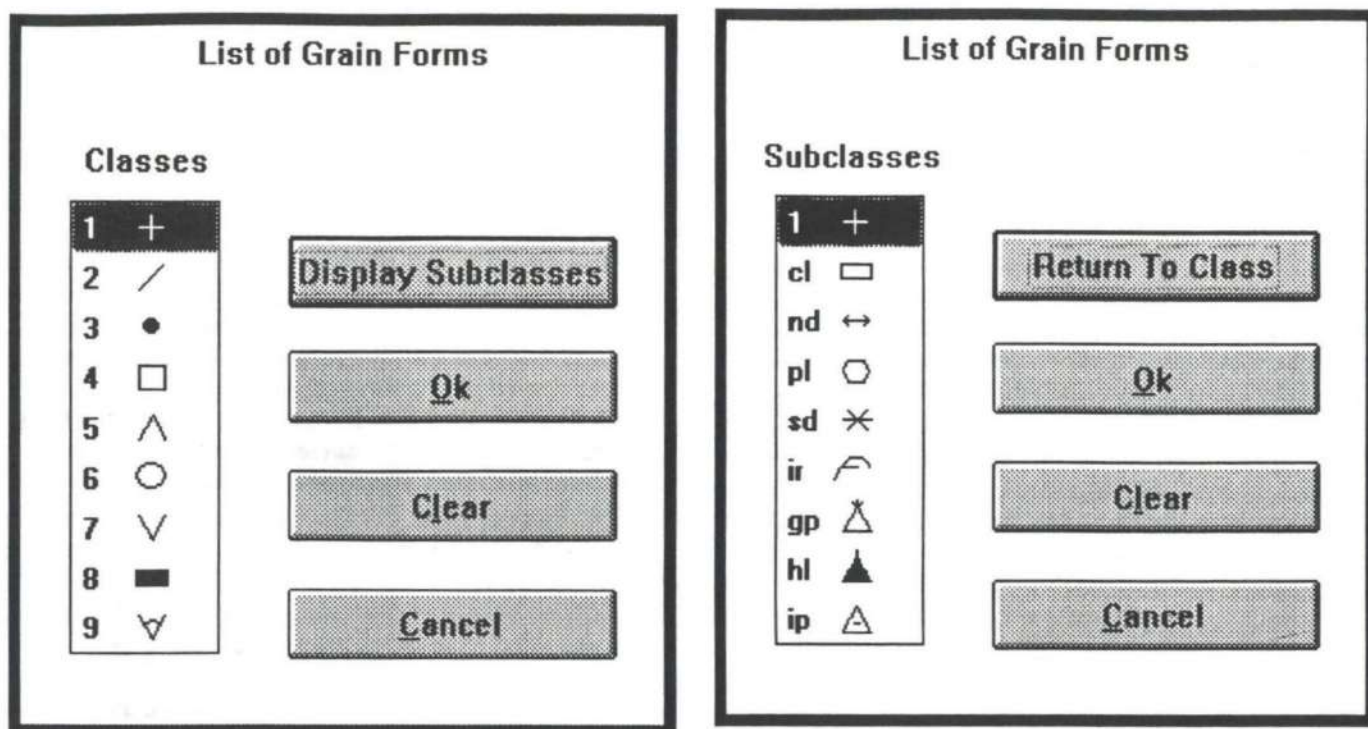 List of Grain Forms
Classes
1 +
2 /
3 ●
4 □
5 ∧
6 ○
7 ∨
8 ▬
9
Display Subclasses
Ok
Clear
Cancel
List of Grain Forms
Subclasses
1 +
cl ▭
nd ↔
pl
sd
ir
gp
hl
ip
Return To Class
Ok
Clear
Cancel